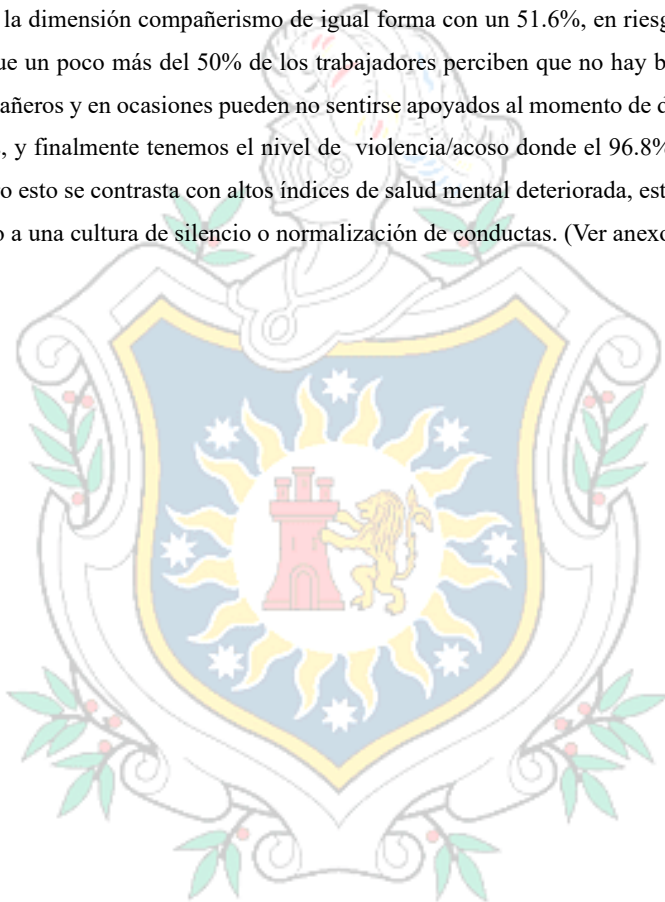 la dimensión compañerismo de igual forma con un 51.6%, en
ue un poco más del 50% de los trabajadores perciben que no hay
añeros y en ocasiones pueden no sentirse apoyados al momento de
, y finalmente tenemos el nivel de violencia/acoso donde el 96.8%
o esto se contrasta con altos índices de salud mental deteriorada,
o a una cultura de silencio o normalización de conductas. (Ver